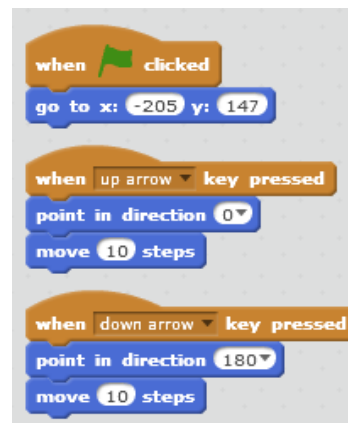 when clicked
go to x: -205 y: 147
when up arrow key pressed
point in direction 0
move 10 steps
when down arrow key pressed
point in direction 180
move 10 steps